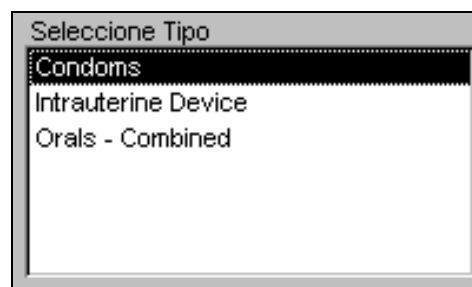 Seleccione Tipo
Condoms
Intrauterine Device
Orals - Combined